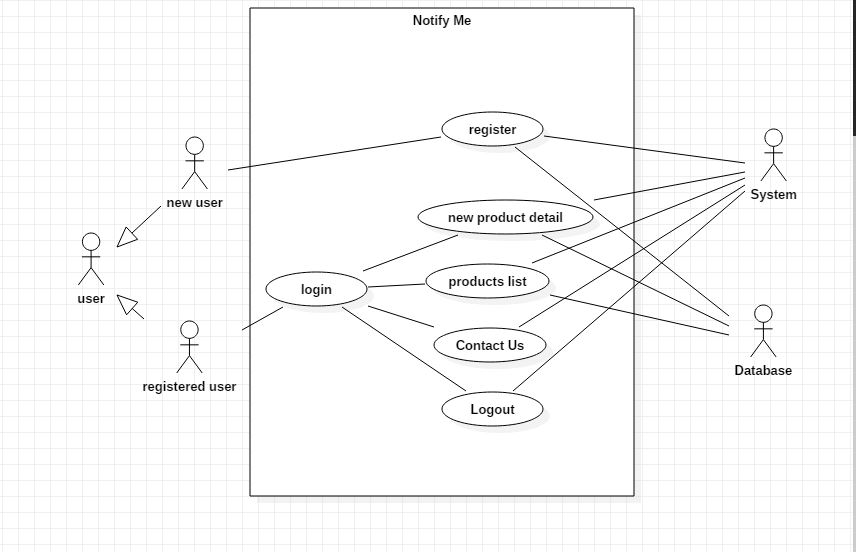 Notify Me
register
new user
System
new product detail
user
login
products list
Contact Us
Database
registered user
Logout